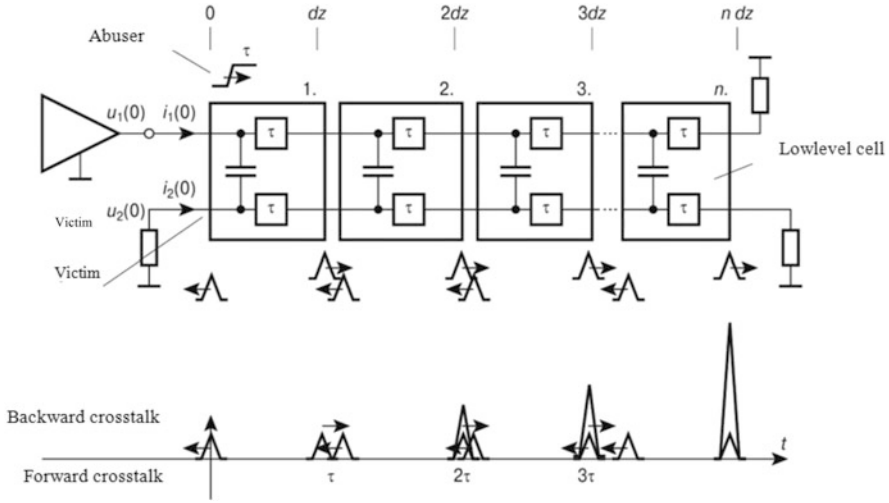 0 dz 2dz 3dz n dz
Abuser
τ
1. 2. 3. n.
u1(0) i1(0)
τ τ τ ... τ
Lowlevel cell
i2(0)
Victim u2(0)
τ τ τ ... τ
Victim
Backward crosstalk
t
Forward crosstalk τ 2τ 3τ